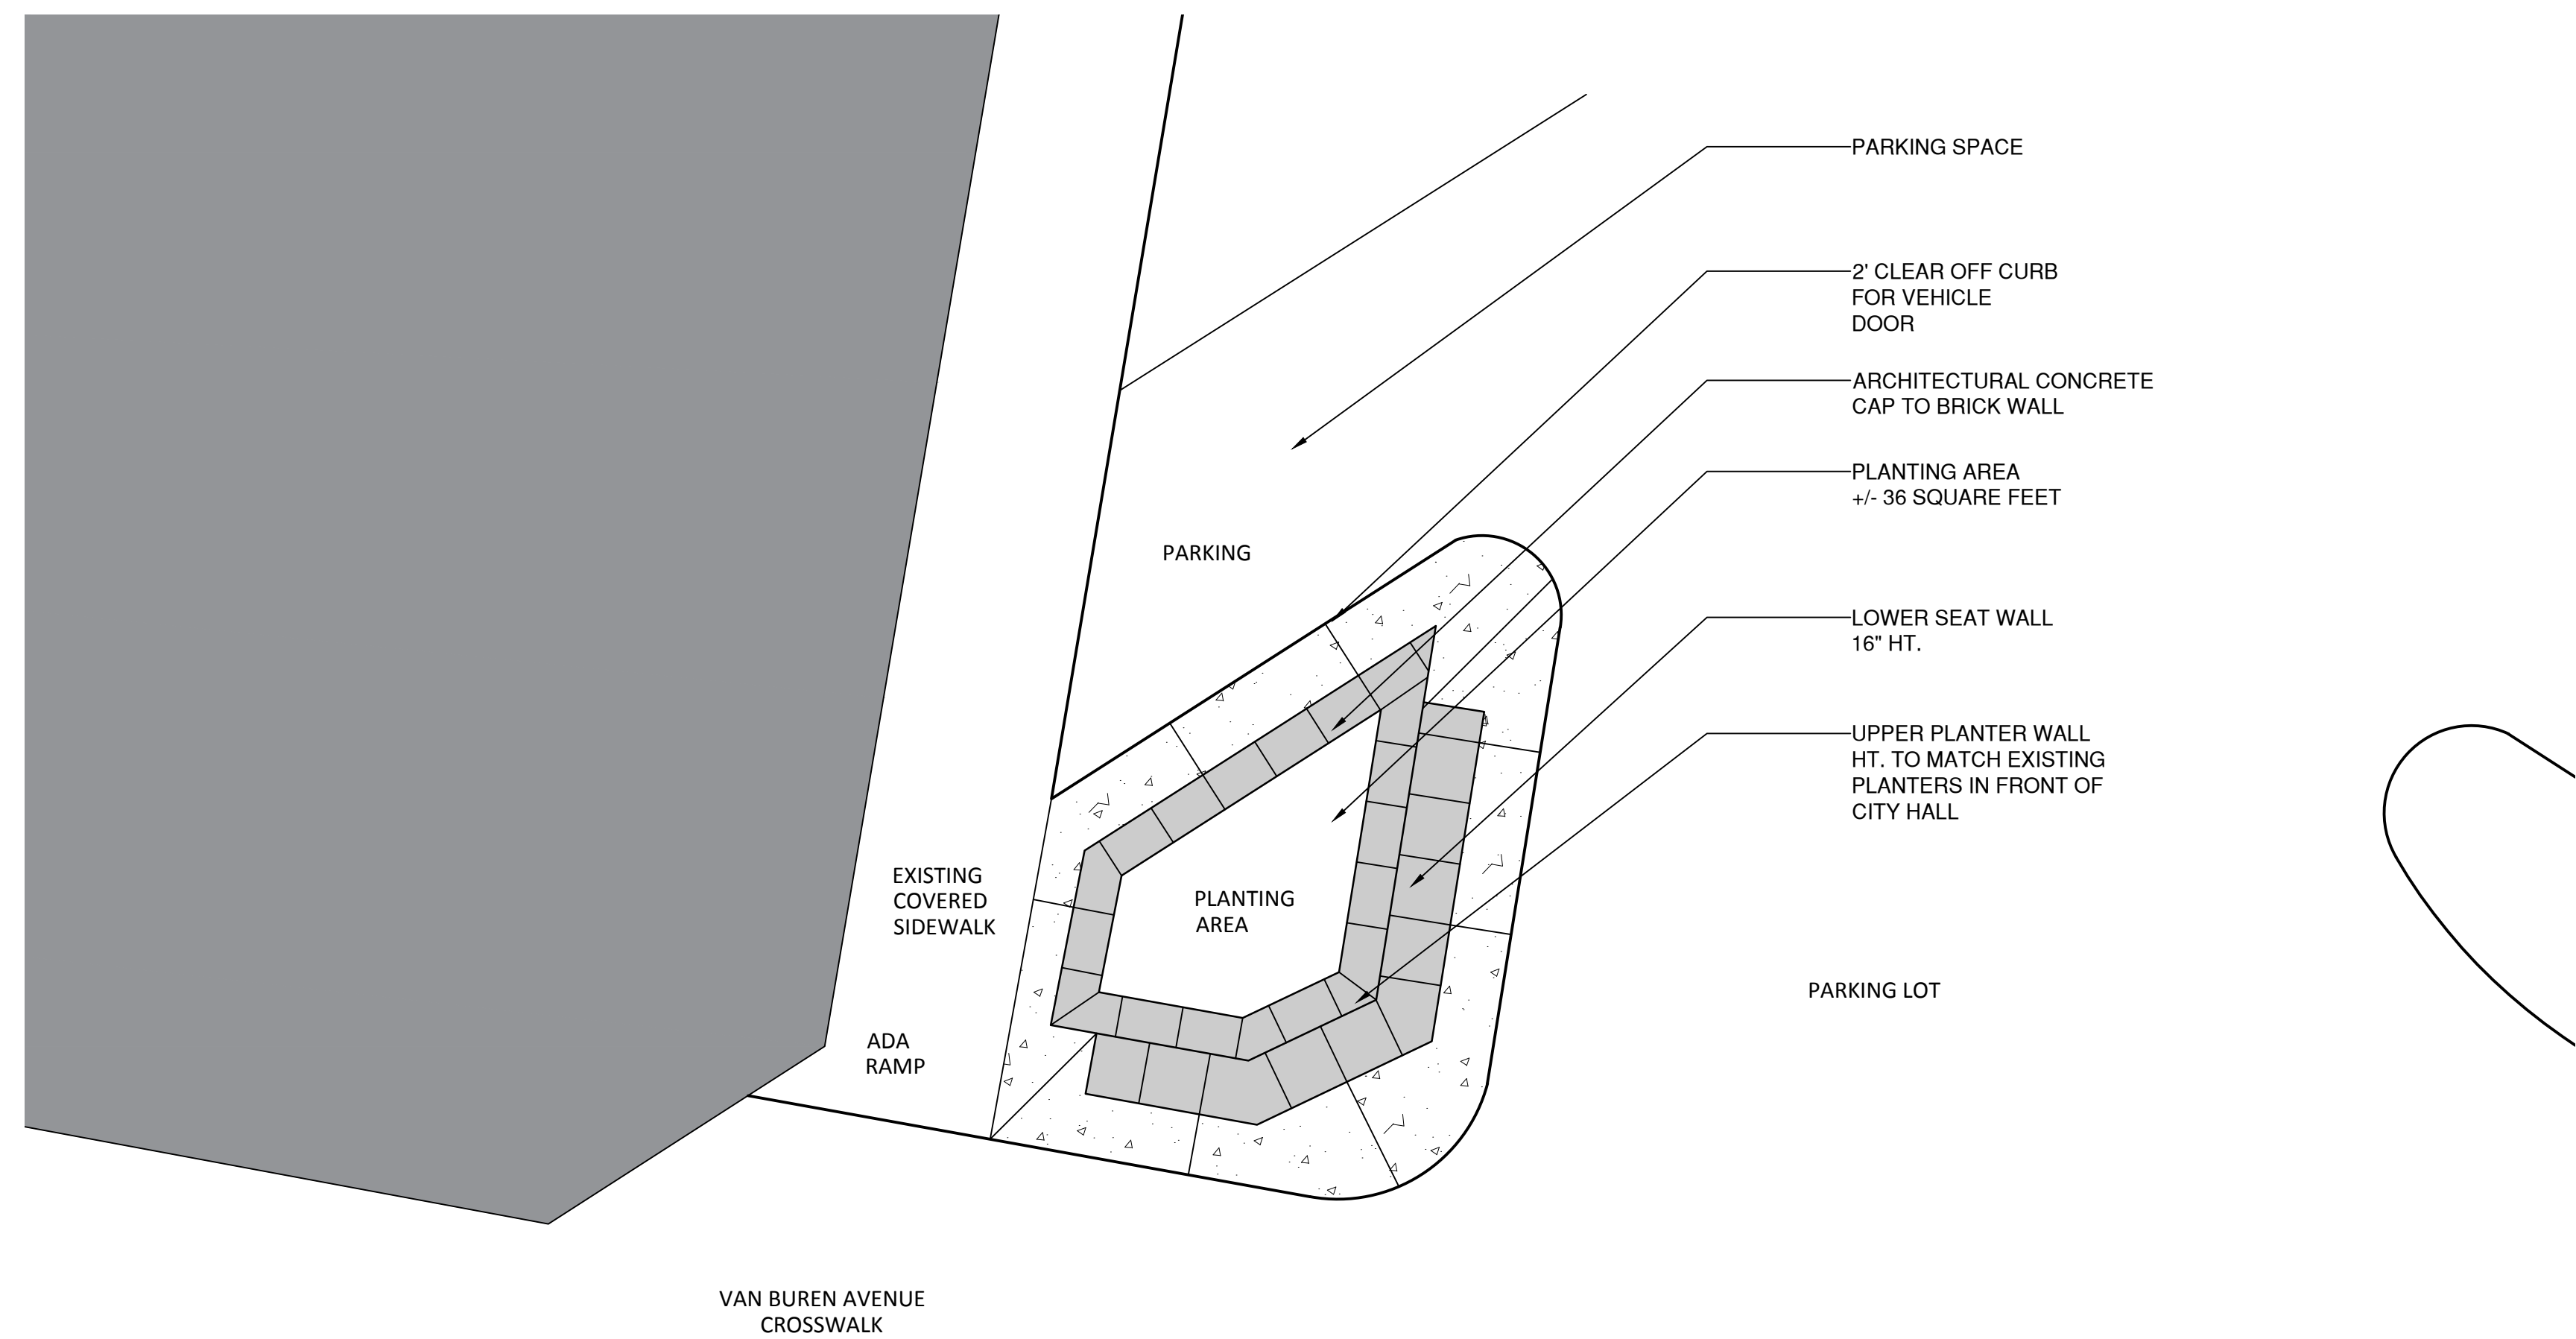 PARKING SPACE
2' CLEAR OFF CURB
FOR VEHICLE
DOOR
ARCHITECTURAL CONCRETE
CAP TO BRICK WALL
PLANTING AREA
+/- 36 SQUARE FEET
PARKING
LOWER SEAT WALL
16" HT.
UPPER PLANTER WALL
HT. TO MATCH EXISTING
PLANTERS IN FRONT OF
CITY HALL
EXISTING
COVERED
SIDEWALK
PLANTING
AREA
PARKING LOT
ADA
RAMP
VAN BUREN AVENUE
CROSSWALK